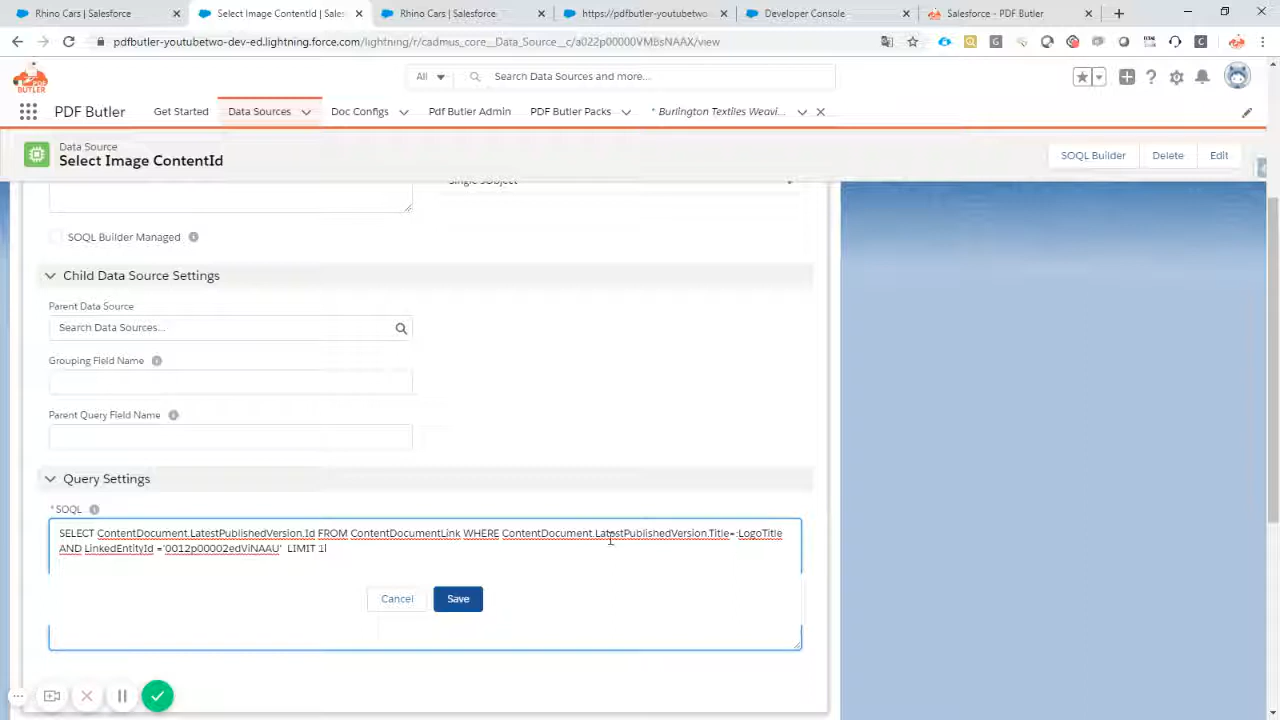 Rhino Cars | Salesforce
Select Image ContentId | Sales
Rhino Cars | Salesforce
https://pdfbutler-youtubetwo
Developer Console
Salesforce - PDF Butler
pdfbutler-youtubetwo-dev-ed.lightning.force.com/lightning/r/cadmus_core__Data_Source__c/a022p00000VMBsNAAX/view
PDF BUTLER
All
Search Data Sources and more...
PDF Butler
Get Started
Data Sources
Doc Configs
Pdf Butler Admin
PDF Butler Packs
* Burlington Textiles Weavi...
Data Source
Select Image ContentId
SOQL Builder
Delete
Edit
Single SObject
SOQL Builder Managed
Child Data Source Settings
Parent Data Source
Search Data Sources...
Grouping Field Name
Parent Query Field Name
Query Settings
* SOQL
SELECT ContentDocument.LatestPublishedVersion.Id FROM ContentDocumentLink WHERE ContentDocument.LatestPublishedVersion.Title=:LogoTitle
AND LinkedEntityId ='0012p00002edViNAAU'  LIMIT 1
Cancel
Save